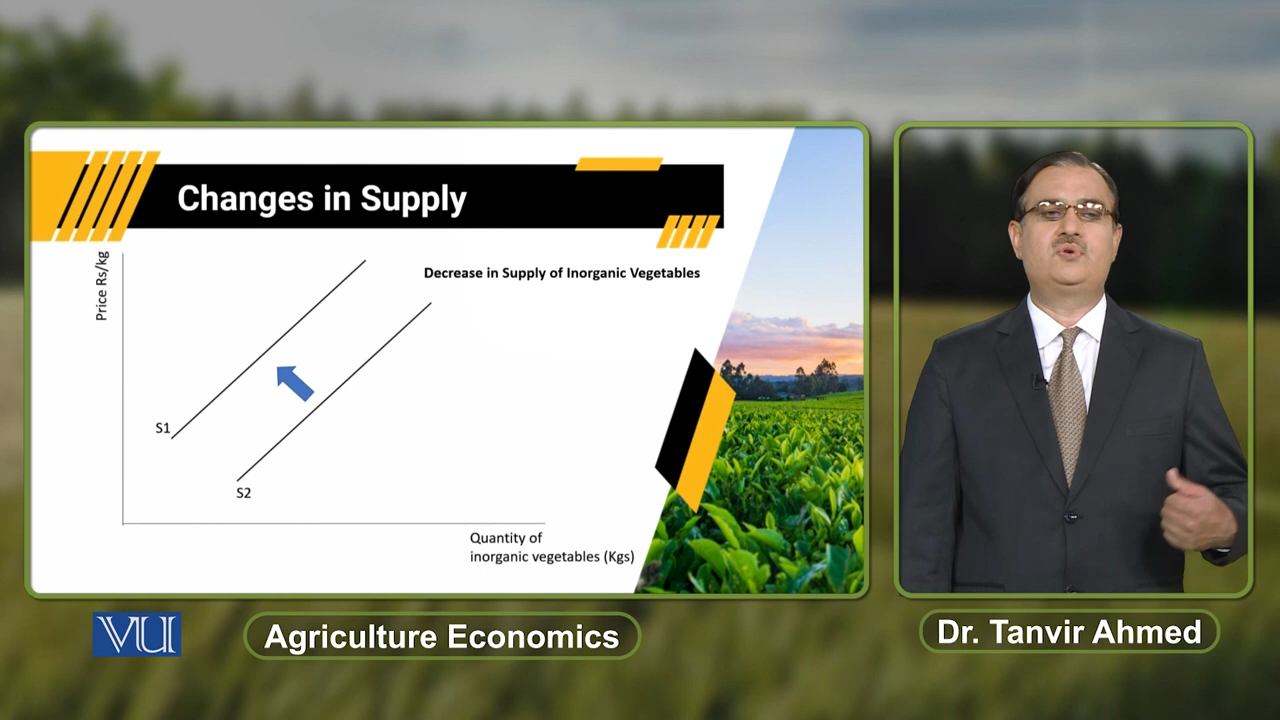 Changes in Supply
Price Rs/kg
Decrease in Supply of Inorganic Vegetables
S1
S2
Quantity of
inorganic vegetables (Kgs)
VU
Agriculture Economics
Dr. Tanvir Ahmed